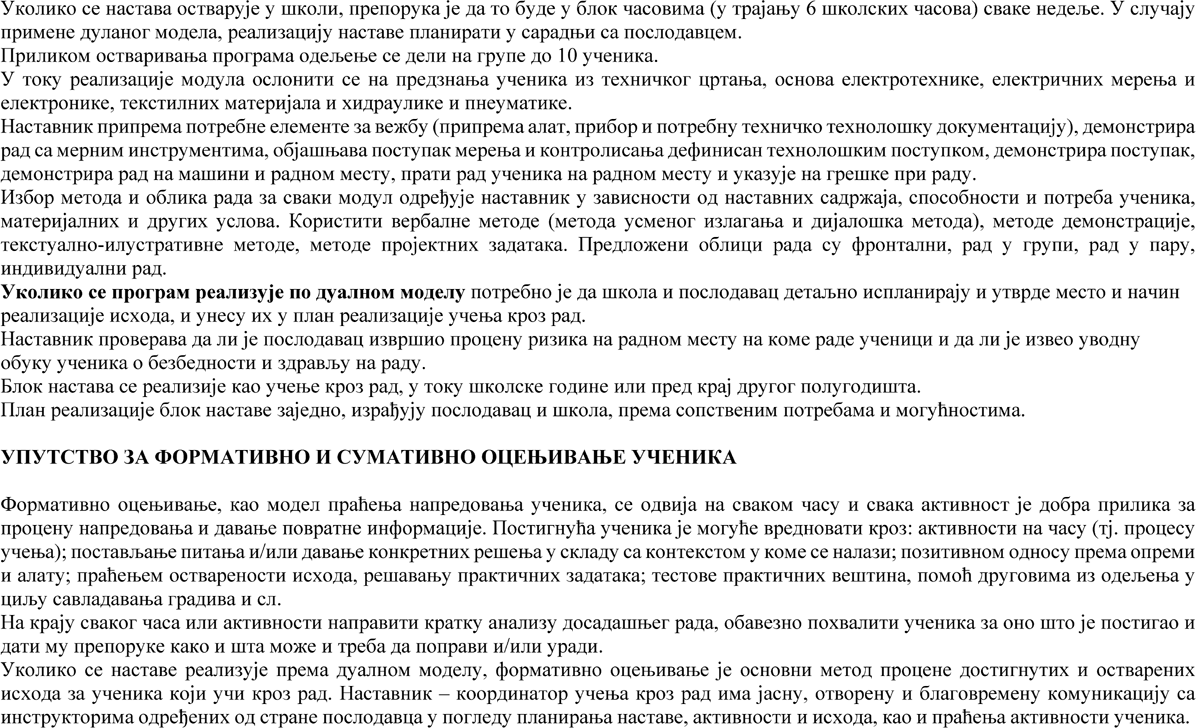 Уколико се настава остварује у школи, препорука је да то буде у блок часовима (у трајању 6 школских часова) сваке недеље. У случају
примене дуланог модела, реализацију наставе планирати у сарадњи са послодавцем.
Приликом остваривања програма одељење се дели на групе до 10 ученика.
У току реализације модула ослонити се на предзнања ученика из техничког цртања, основа електротехнике, електричних мерења и
електронике, текстилних материјала и хидраулике и пнеуматике.
Наставник припрема потребне елементе за вежбу (припрема алат, прибор и потребну техничко технолошку документацију), демонстрира
рад са мерним инструментима, објашњава поступак мерења и контролисања дефинисан технолошким поступком, демонстрира поступак,
демонстрира рад на машини и радном месту, прати рад ученика на радном месту и указује на грешке при раду.
Избор метода и облика рада за сваки модул одређује наставник у зависности од наставних садржаја, способности и потреба ученика,
материјалних и других услова. Користити вербалне методе (метода усменог излагања и дијалошка метода), методе демонстрације,
текстуално-илустративне методе, методе пројектних задатака. Предложени облици рада су фронтални, рад у групи, рад у пару,
индивидуални рад.
Уколико се програм реализује по дуалном моделу потребно је да школа и послодавац детаљно испланирају и утврде место и начин
реализације исхода, и унесу их у план реализације учења кроз рад.
Наставник проверава да ли је послодавац извршио процену ризика на радном месту на коме раде ученици и да ли је извео уводну
обуку ученика о безбедности и здрављу на раду.
Блок настава се реализије као учење кроз рад, у току школске године или пред крај другог полугодишта.
План реализације блок наставе заједно, израђују послодавац и школа, према сопственим потребама и могућностима.
УПУТСТВО ЗА ФОРМАТИВНО И СУМАТИВНО ОЦЕЊИВАЊЕ УЧЕНИКА
Формативно оцењивање, као модел праћења напредовања ученика, се одвија на сваком часу и свака активност је добра прилика за
процену напредовања и давање повратне информације. Постигнућа ученика је могуће вредновати кроз: активности на часу (тј. процесу
учења); постављање питања и/или давање конкретних решења у складу са контекстом у коме се налази; позитивном односу према опреми
и алату; праћењем остварености исхода, решавању практичних задатака; тестове практичних вештина, помоћ друговима из одељења у
циљу савладавања градива и сл.
На крају сваког часа или активности направити кратку анализу досадашњег рада, обавезно похвалити ученика за оно што је постигао и
дати му препоруке како и шта може и треба да поправи и/или уради.
Уколико се наставе реализује према дуалном моделу, формативно оцењивање је основни метод процене достигнутих и остварених
исхода за ученика који учи кроз рад. Наставник – координатор учења кроз рад има јасну, отворену и благовремену комуникацију са
инструкторима одређених од стране послодавца у погледу планирања наставе, активности и исхода, као и праћења активности ученика.